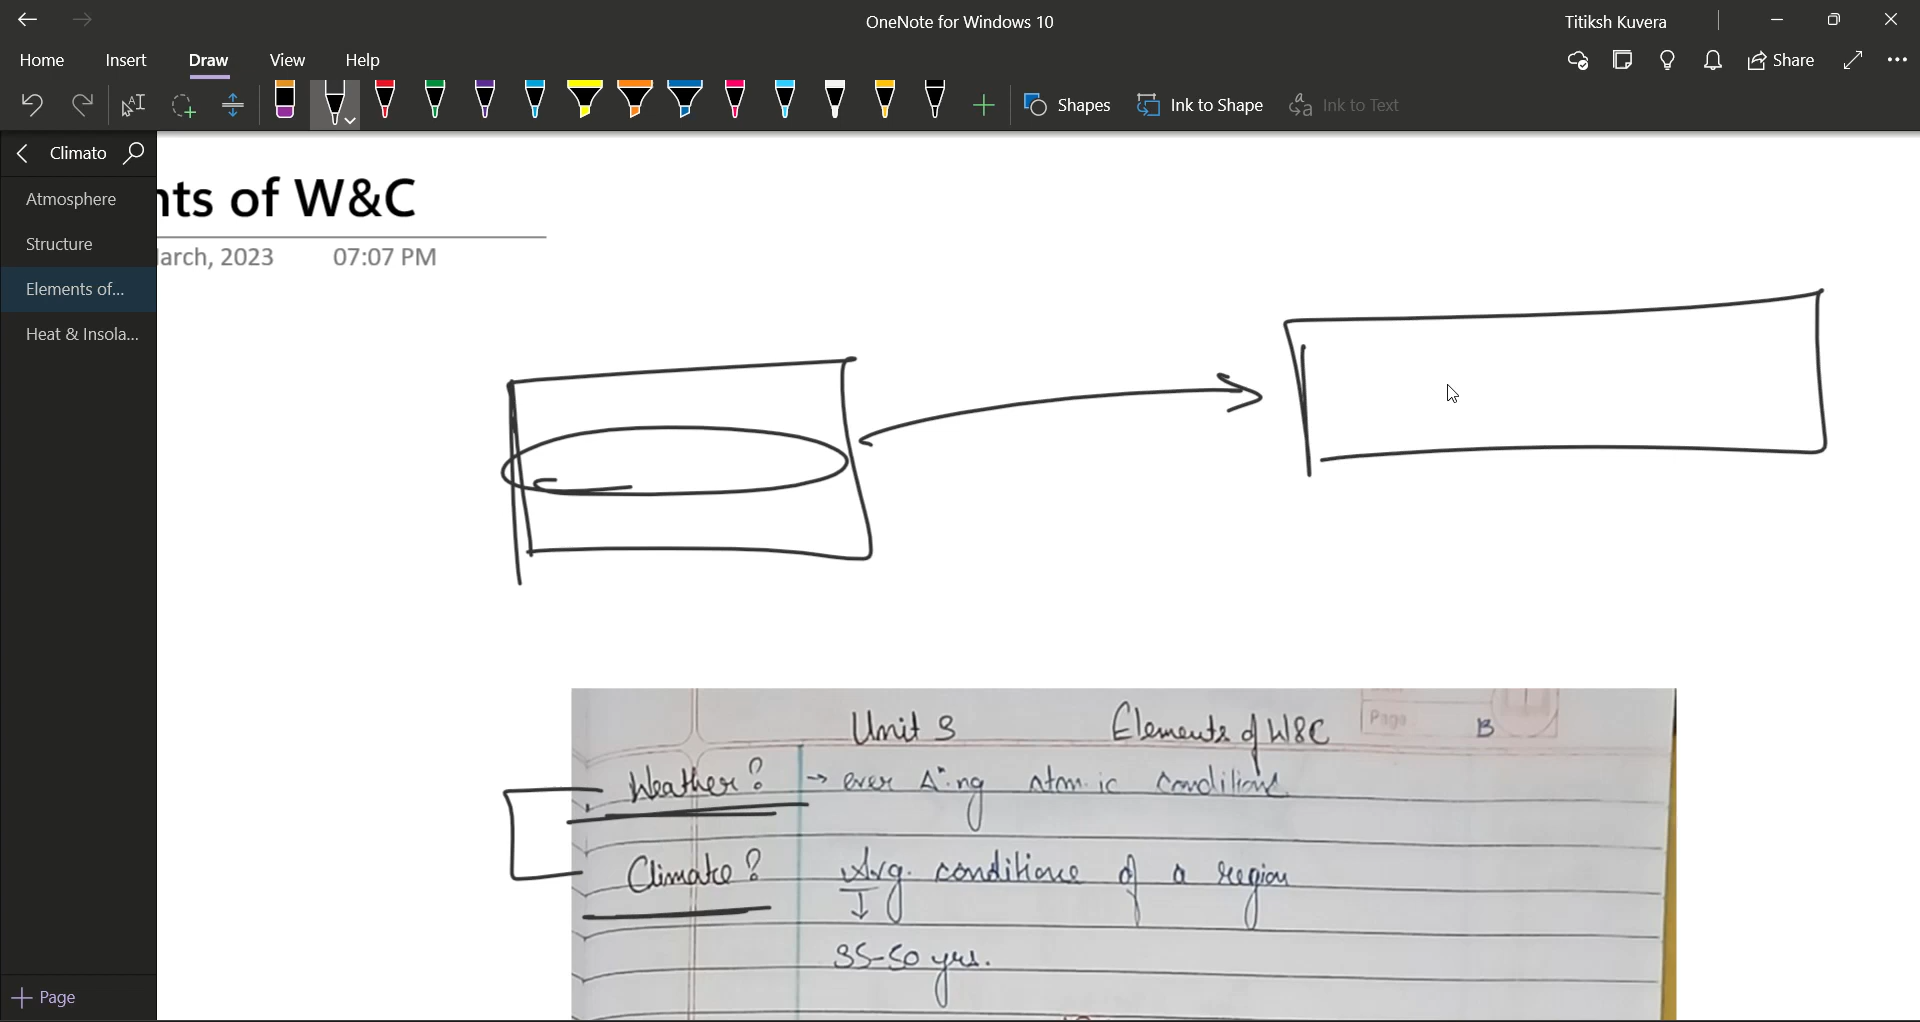 OneNote for Windows 10
Titiksh Kuvera
Home Insert Draw View Help
Share
Shapes Ink to Shape Ink to Text
Climato
Atmosphere
Structure
Elements of...
Heat & Insola...
Page
nts of W&C
arch, 2023 07:07 PM
Page
Unit 3 Elements of W&C
B
Weather? → ever Δ'.ng Atm.ic conditions
Climate? Avg. conditions of a region
↓
35-50 yrs.